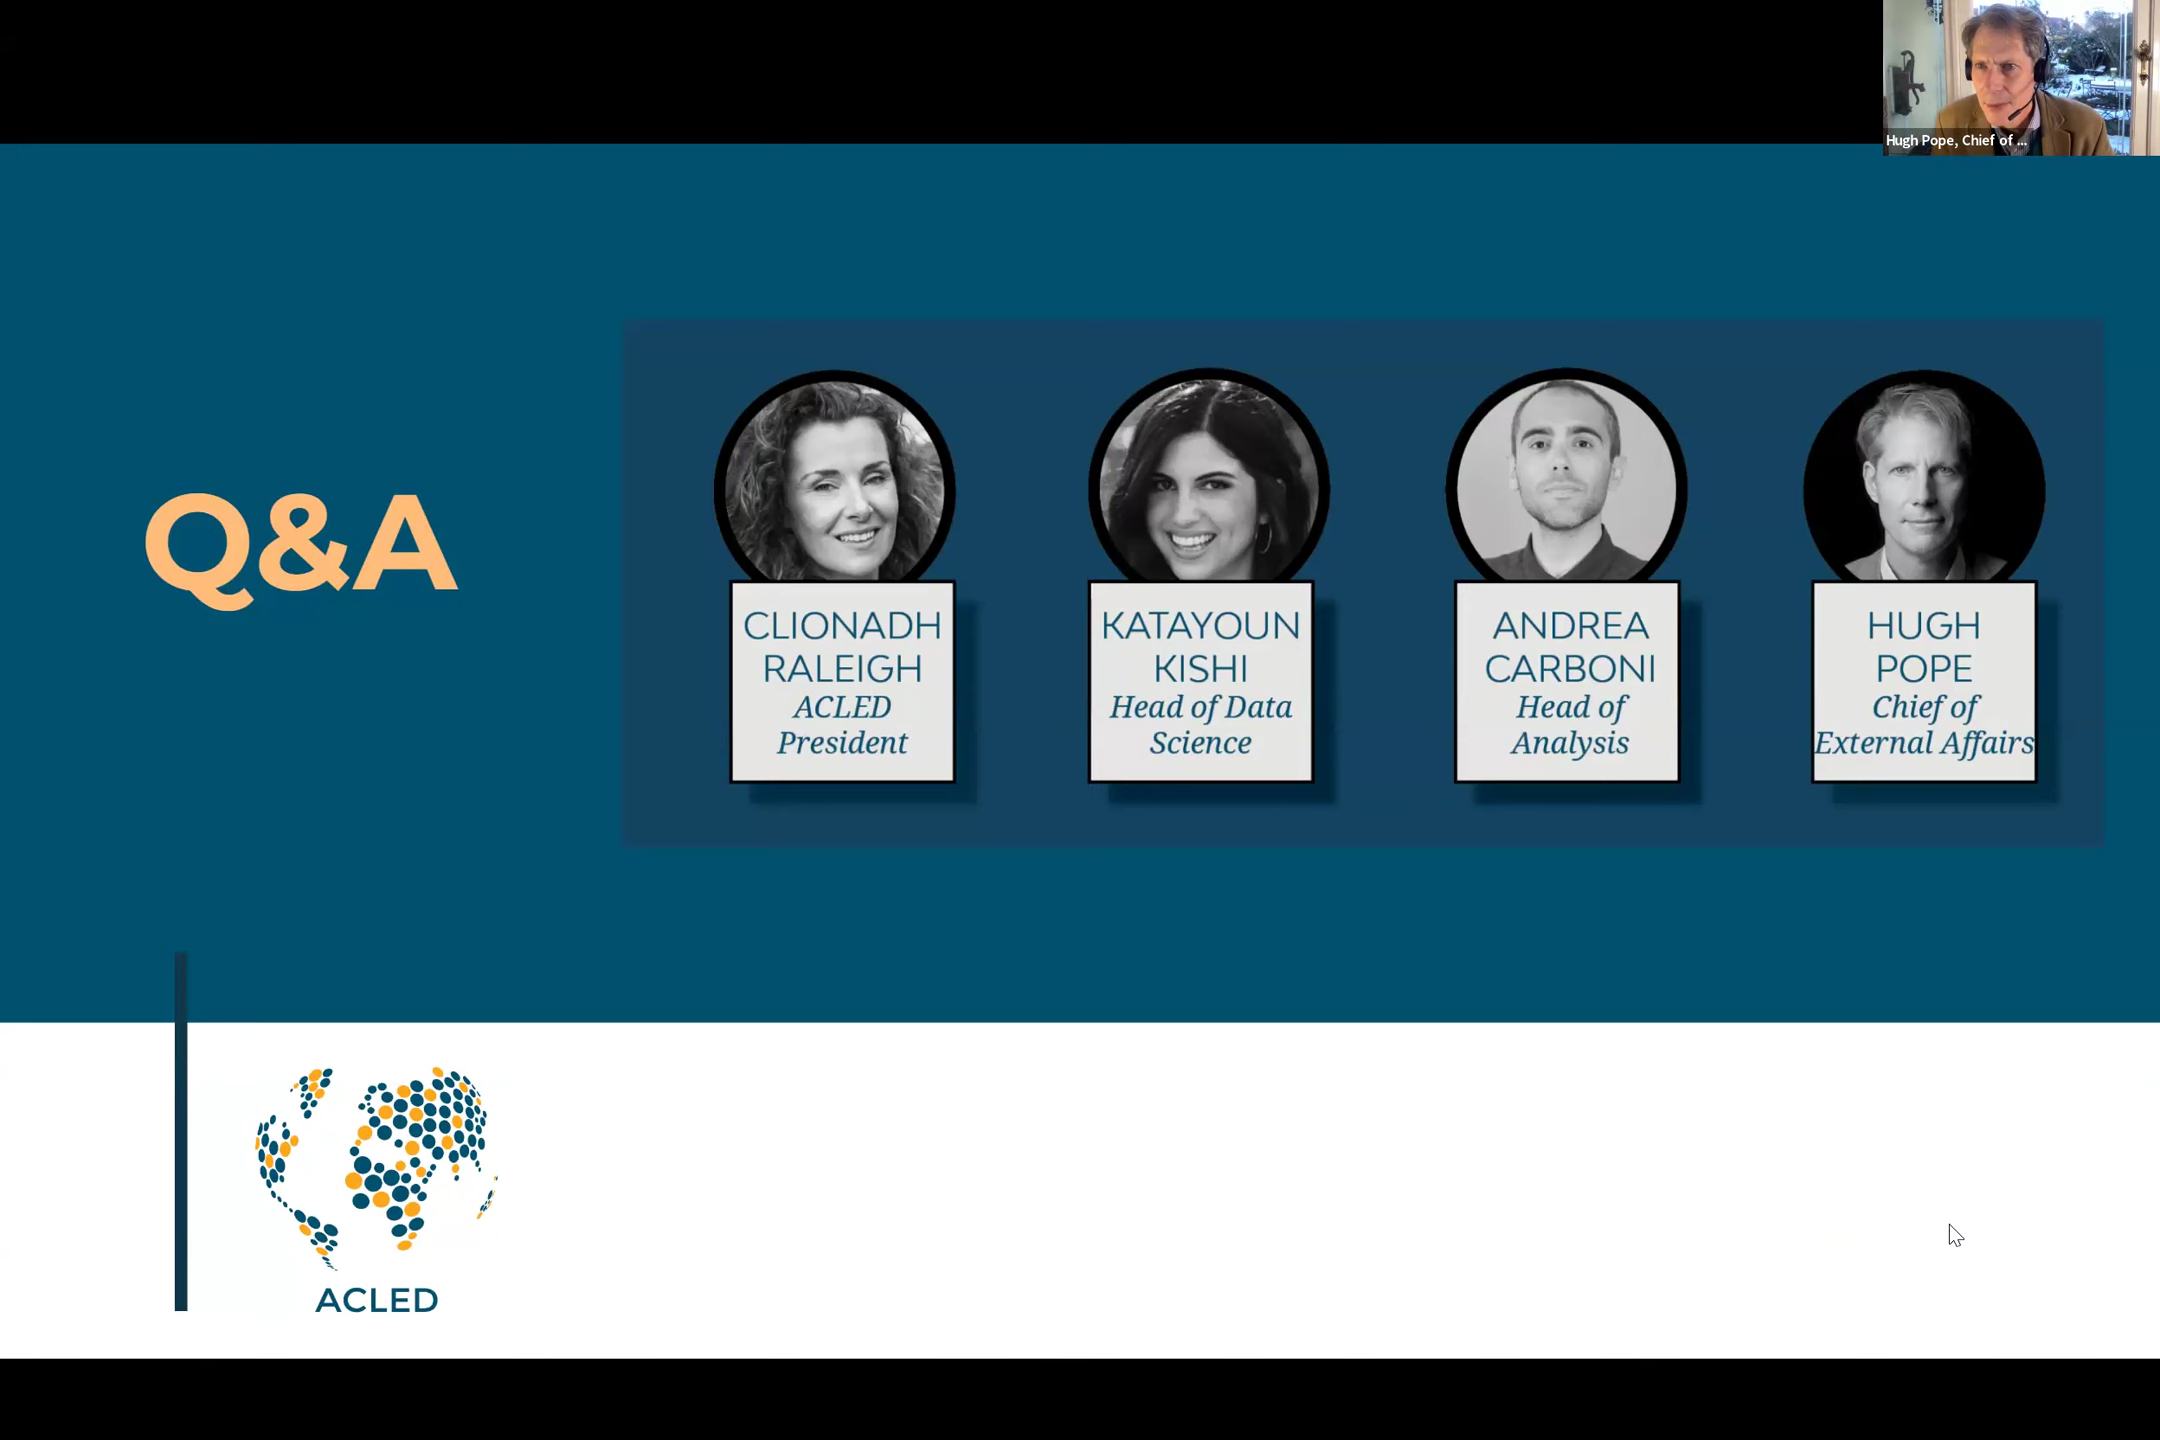 Hugh Pope, Chief of ...
Q&A
CLIONADH
RALEIGH
ACLED
President
KATAYOUN
KISHI
Head of Data
Science
ANDREA
CARBONI
Head of
Analysis
HUGH
POPE
Chief of
External Affairs
ACLED